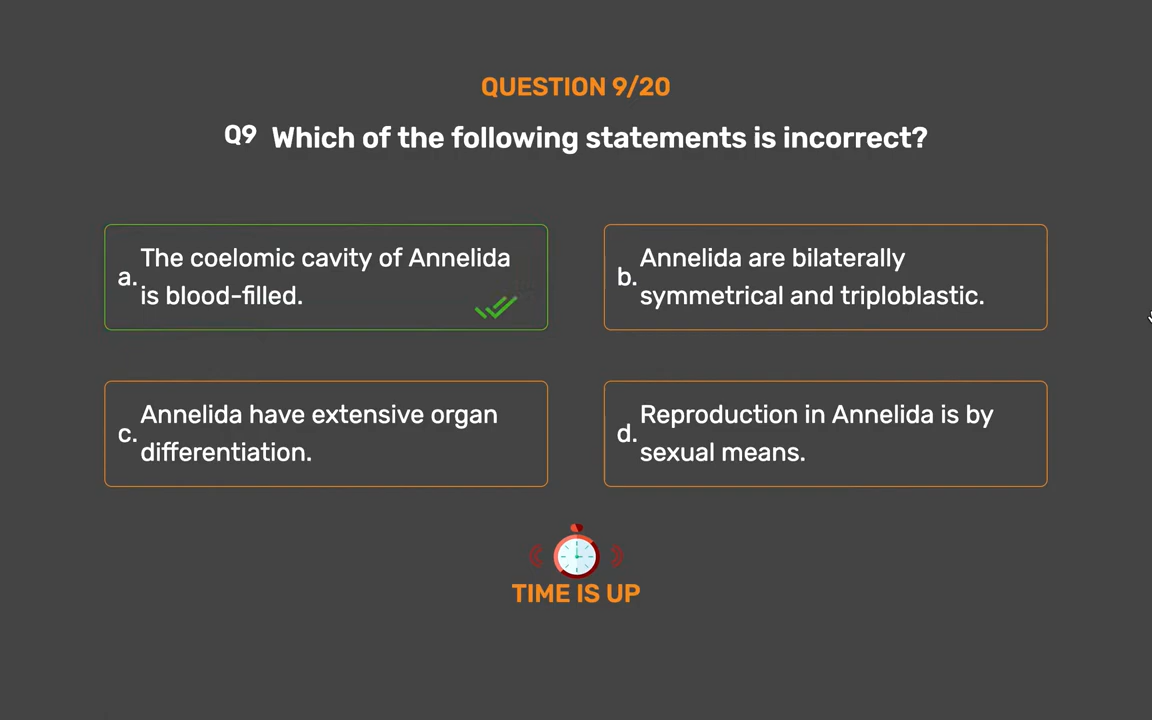 QUESTION 9/20
Q9 Which of the following statements is incorrect?
a. The coelomic cavity of Annelida
is blood-filled.
b. Annelida are bilaterally
symmetrical and triploblastic.
c. Annelida have extensive organ
differentiation.
d. Reproduction in Annelida is by
sexual means.
TIME IS UP